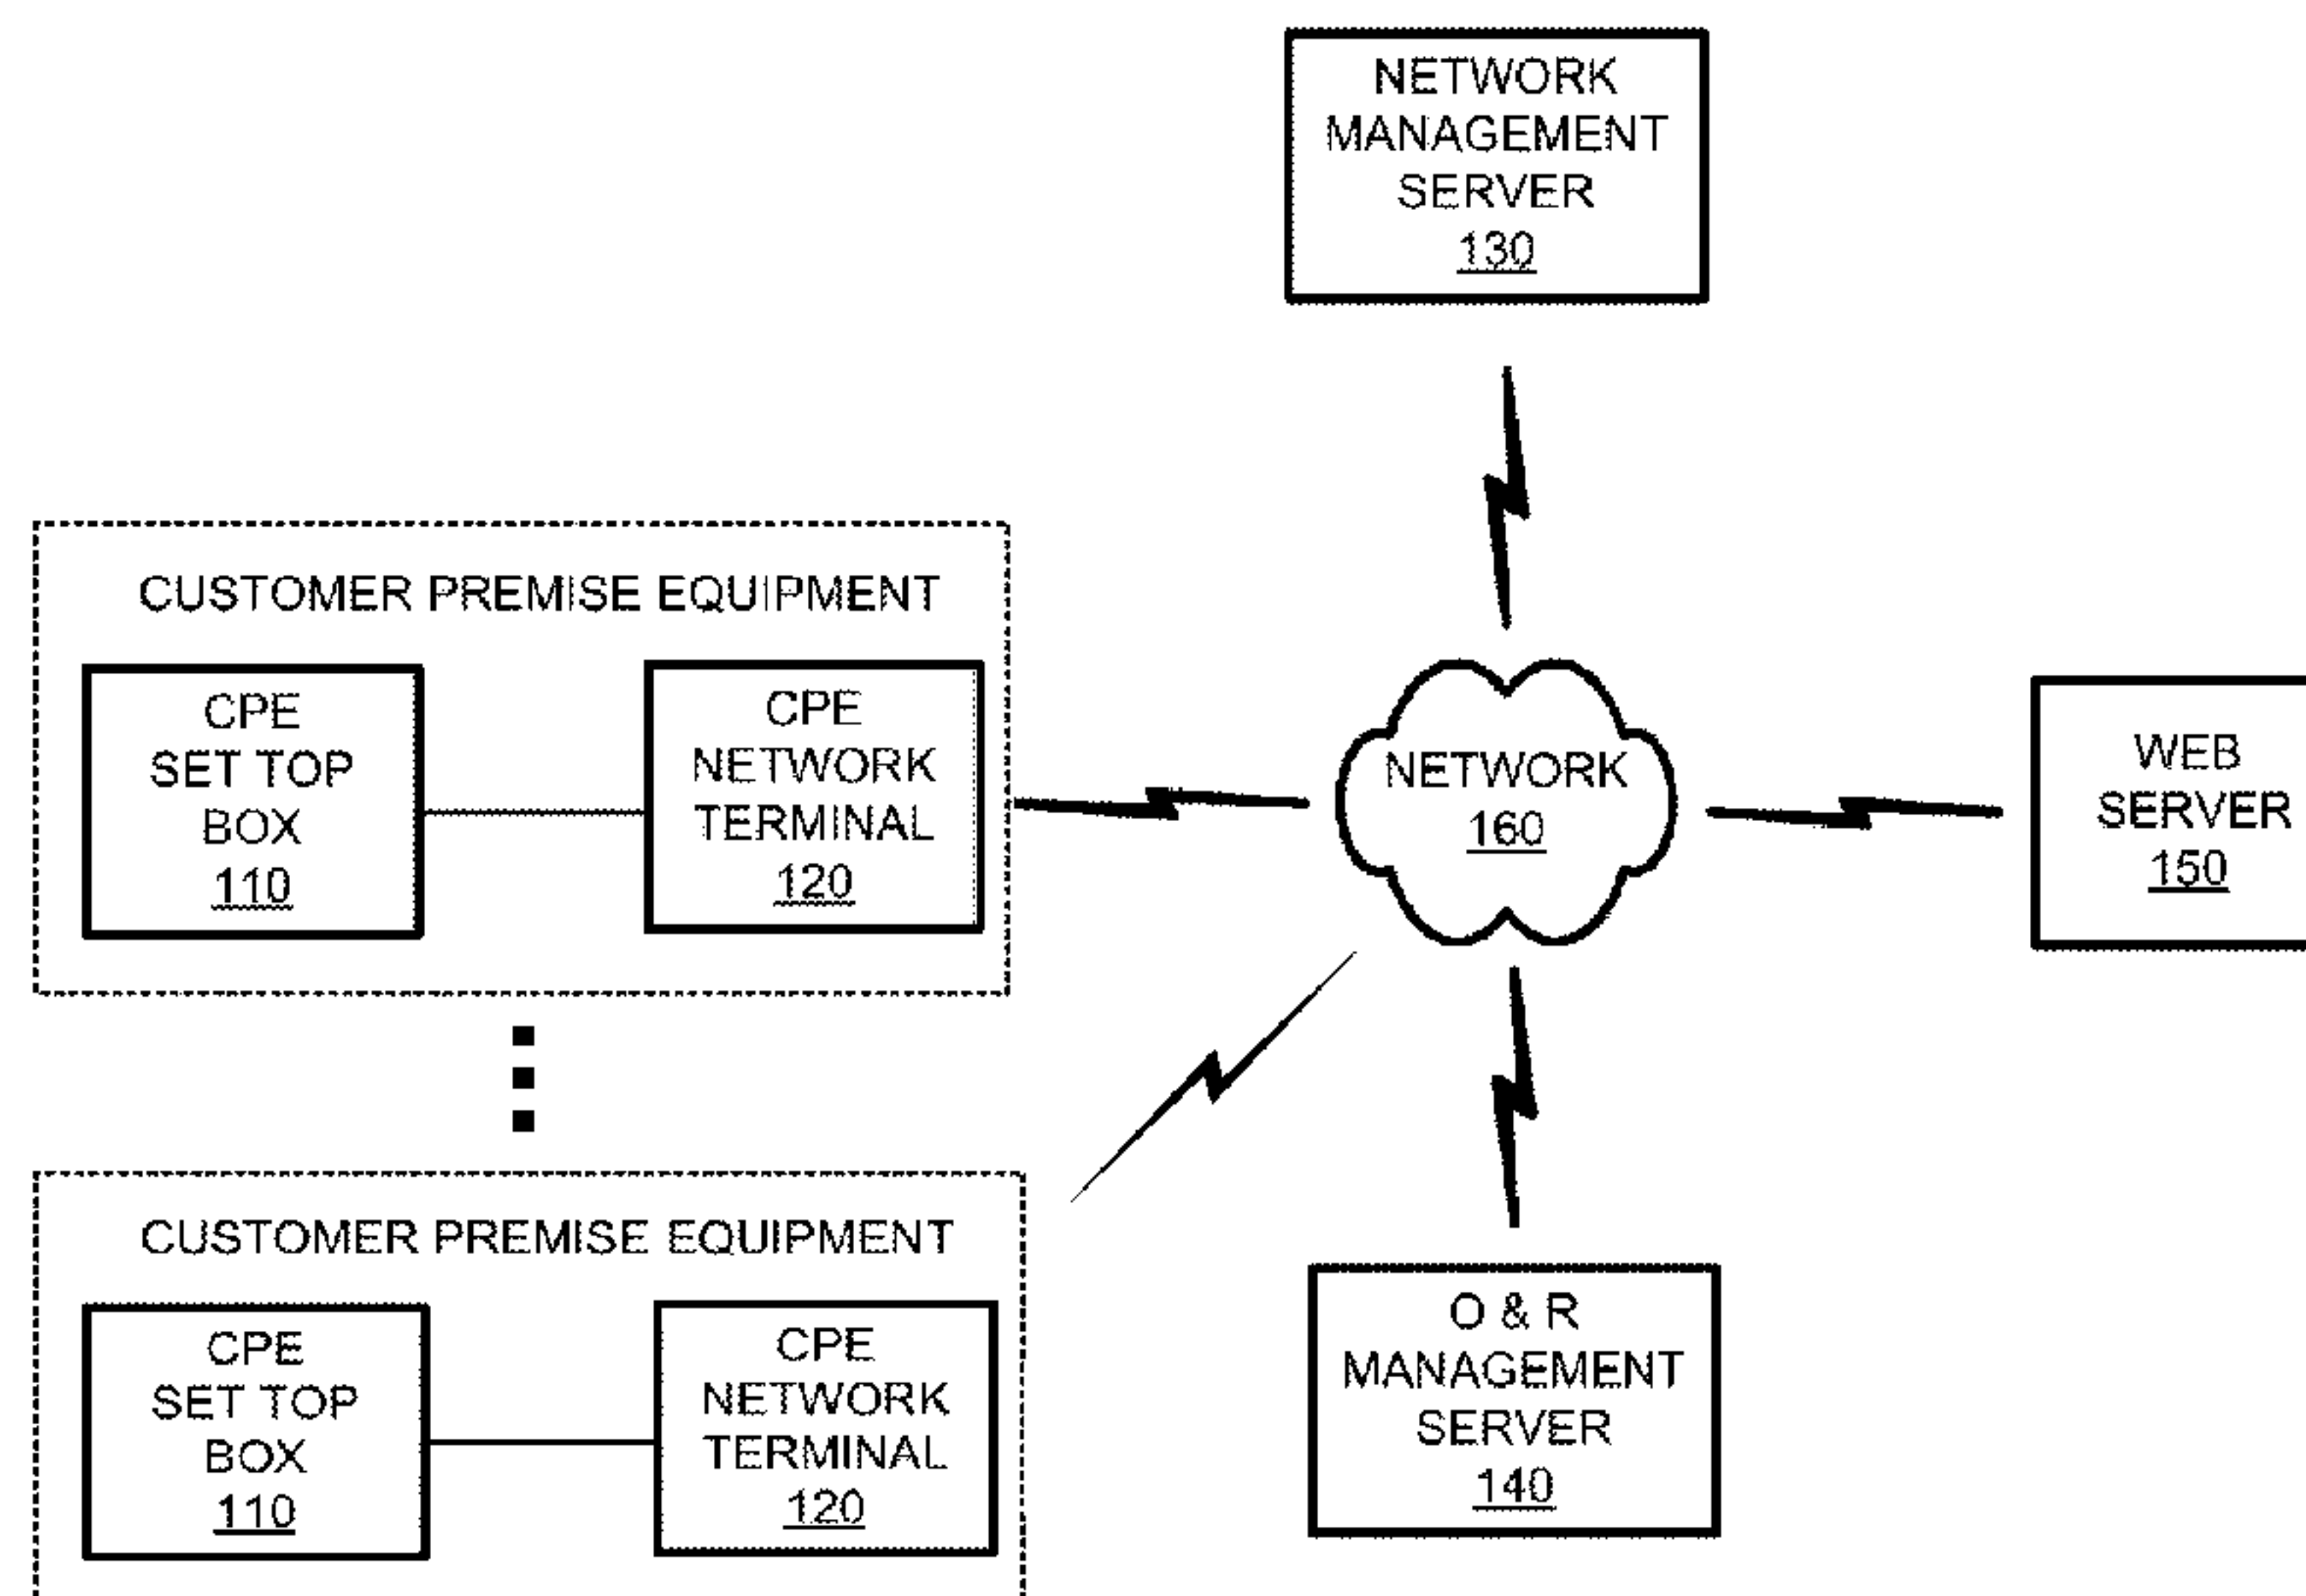 NETWORK
MANAGEMENT
SERVER
130
CUSTOMER PREMISE EQUIPMENT
CPE
SET TOP
BOX
110
CPE
NETWORK
TERMINAL
120
NETWORK
160
WEB
SERVER
150
CUSTOMER PREMISE EQUIPMENT
CPE
SET TOP
BOX
110
CPE
NETWORK
TERMINAL
120
O & R
MANAGEMENT
SERVER
140